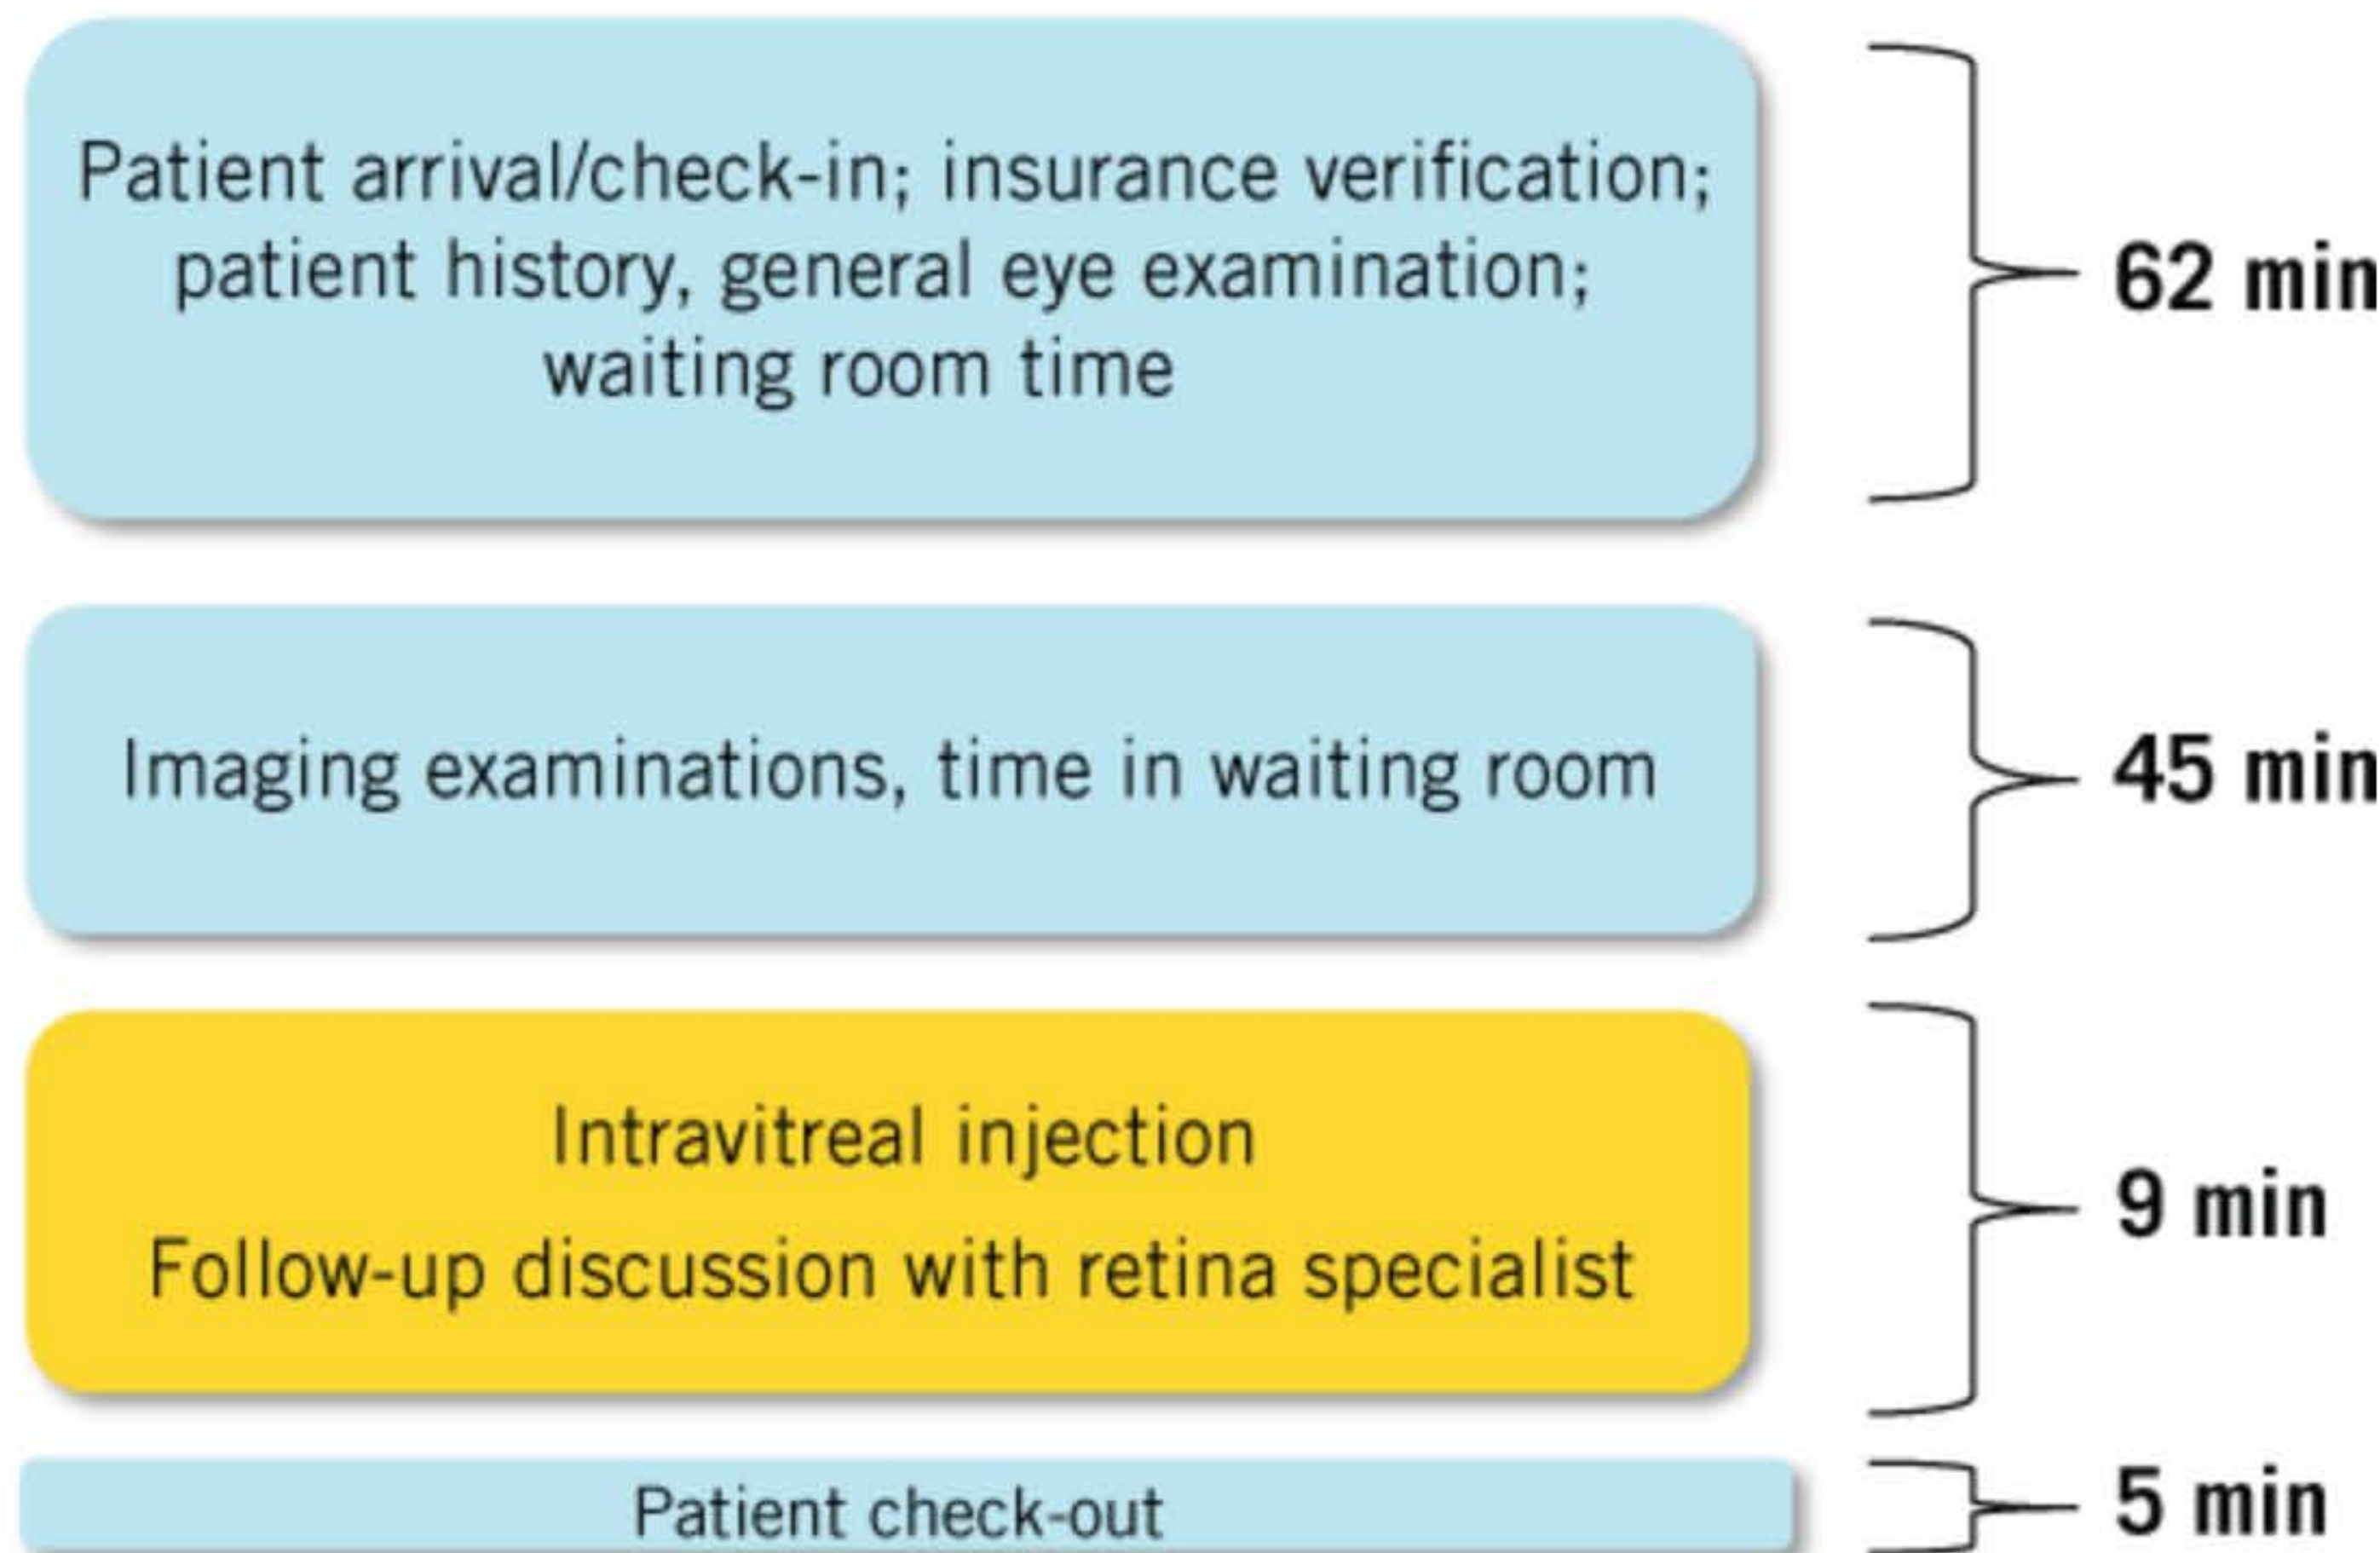 Patient arrival/check-in; insurance verification;
patient history, general eye examination;
waiting room time
62 min
Imaging examinations, time in waiting room
45 min
Intravitreal injection
Follow-up discussion with retina specialist
9 min
Patient check-out
5 min